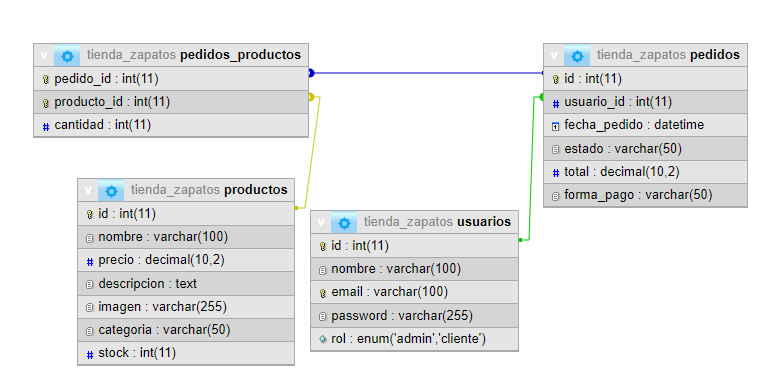 tienda_zapatos pedidos_productos
pedido_id : int(11)
producto_id : int(11)
# cantidad : int(11)
tienda_zapatos pedidos
id : int(11)
# usuario_id : int(11)
fecha_pedido : datetime
estado : varchar(50)
# total : decimal(10,2)
forma_pago : varchar(50)
tienda_zapatos productos
id : int(11)
nombre : varchar(100)
# precio : decimal(10,2)
descripcion : text
imagen : varchar(255)
categoria : varchar(50)
# stock : int(11)
tienda_zapatos usuarios
id : int(11)
nombre : varchar(100)
email : varchar(100)
password : varchar(255)
rol : enum('admin','cliente')